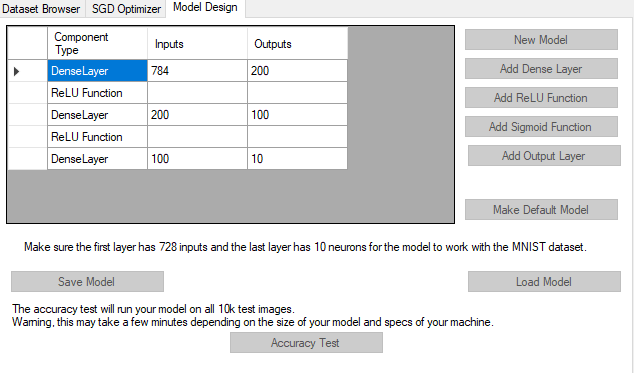 Dataset Browser SGD Optimizer Model Design
Component Type Inputs Outputs
DenseLayer 784 200
ReLU Function
DenseLayer 200 100
ReLU Function
DenseLayer 100 10
New Model
Add Dense Layer
Add ReLU Function
Add Sigmoid Function
Add Output Layer
Make Default Model
Make sure the first layer has 728 inputs and the last layer has 10 neurons for the model to work with the MNIST dataset.
Save Model Load Model
The accuracy test will run your model on all 10k test images.
Warning, this may take a few minutes depending on the size of your model and specs of your machine.
Accuracy Test